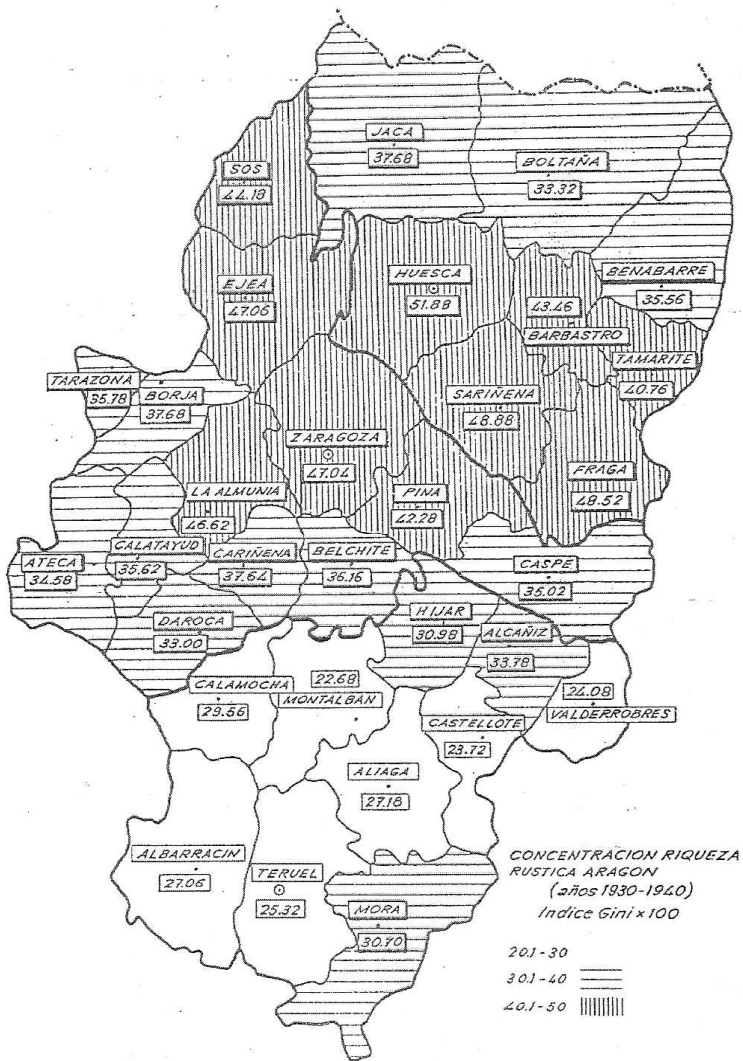 JACA
37.68
BOLTAÑA
33.32
SOS
44.18
EJEA
47.06
HUESCA
51.88
43.46
BARBASTRO
BENABARRE
35.56
TAMARITE
40.76
TARAZONA
35.78
BORJA
37.68
SARIÑENA
48.88
ZARAGOZA
47.04
FRAGA
48.52
LA ALMUNIA
46.62
PINA
42.28
ATECA
34.58
CALATAYUD
35.62
CARIÑENA
37.64
BELCHITE
36.16
CASPE
35.02
DAROCA
33.00
HIJAR
30.98
ALCAÑIZ
33.78
CALAMOCHA
29.56
22.68
MONTALBAN
24.08
VALDERROBRES
CASTELLOTE
23.72
ALIAGA
27.18
ALBARRACIN
27.06
TERUEL
25.32
MORA
30.70
CONCENTRACION RIQUEZA
RUSTICA ARAGON
(años 1930-1940)
Indice Gini x 100
20.1-30
30.1-40
40.1-50